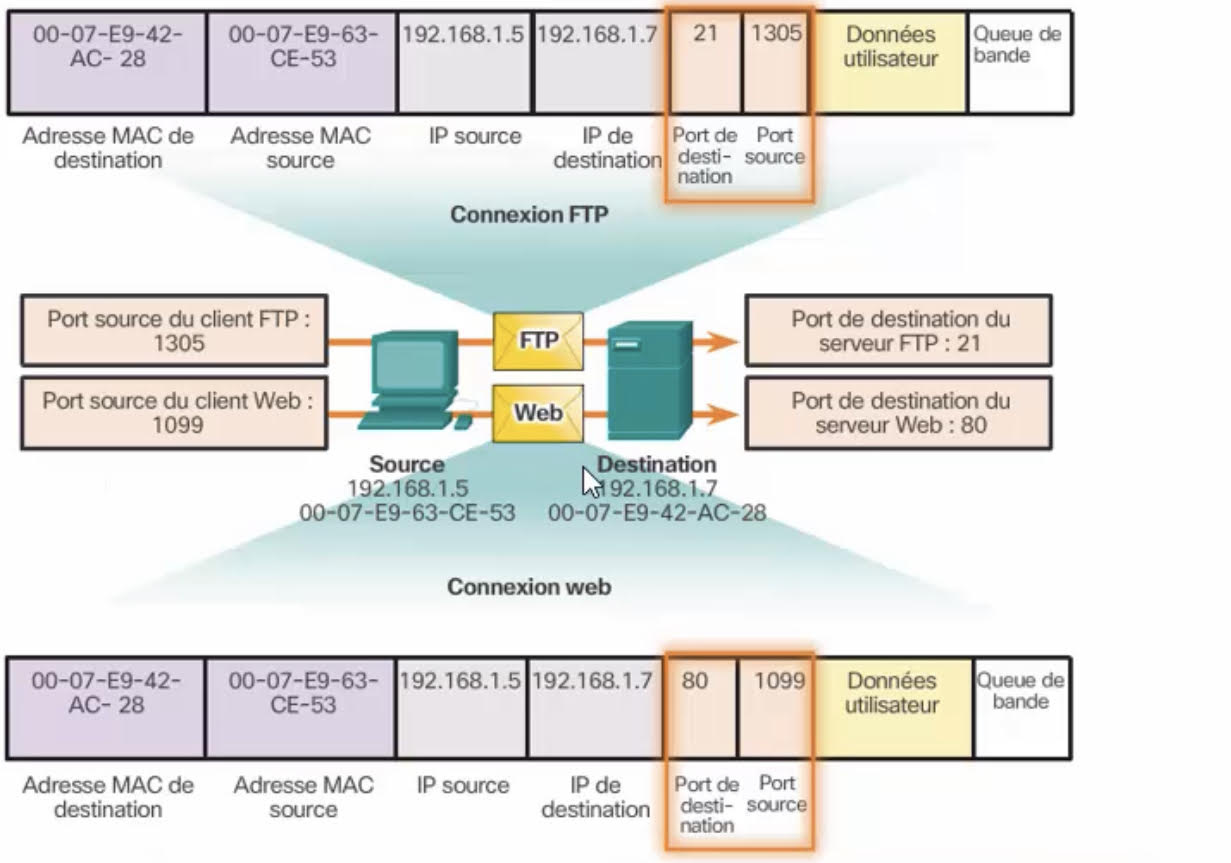 00-07-E9-42-
AC- 28
00-07-E9-63-
CE-53
192.168.1.5
192.168.1.7
21
1305
Données
utilisateur
Queue de
bande
Adresse MAC de
destination
Adresse MAC
source
IP source
IP de
destination
Port de
desti-
nation
Port
source
Connexion FTP
Port source du client FTP :
1305
FTP
Port de destination du
serveur FTP : 21
Port source du client Web :
1099
Web
Port de destination du
serveur Web : 80
Source
192.168.1.5
00-07-E9-63-CE-53
Destination
192.168.1.7
00-07-E9-42-AC-28
Connexion web
00-07-E9-42-
AC- 28
00-07-E9-63-
CE-53
192.168.1.5
192.168.1.7
80
1099
Données
utilisateur
Queue de
bande
Adresse MAC de
destination
Adresse MAC
source
IP source
IP de
destination
Port de
desti-
nation
Port
source